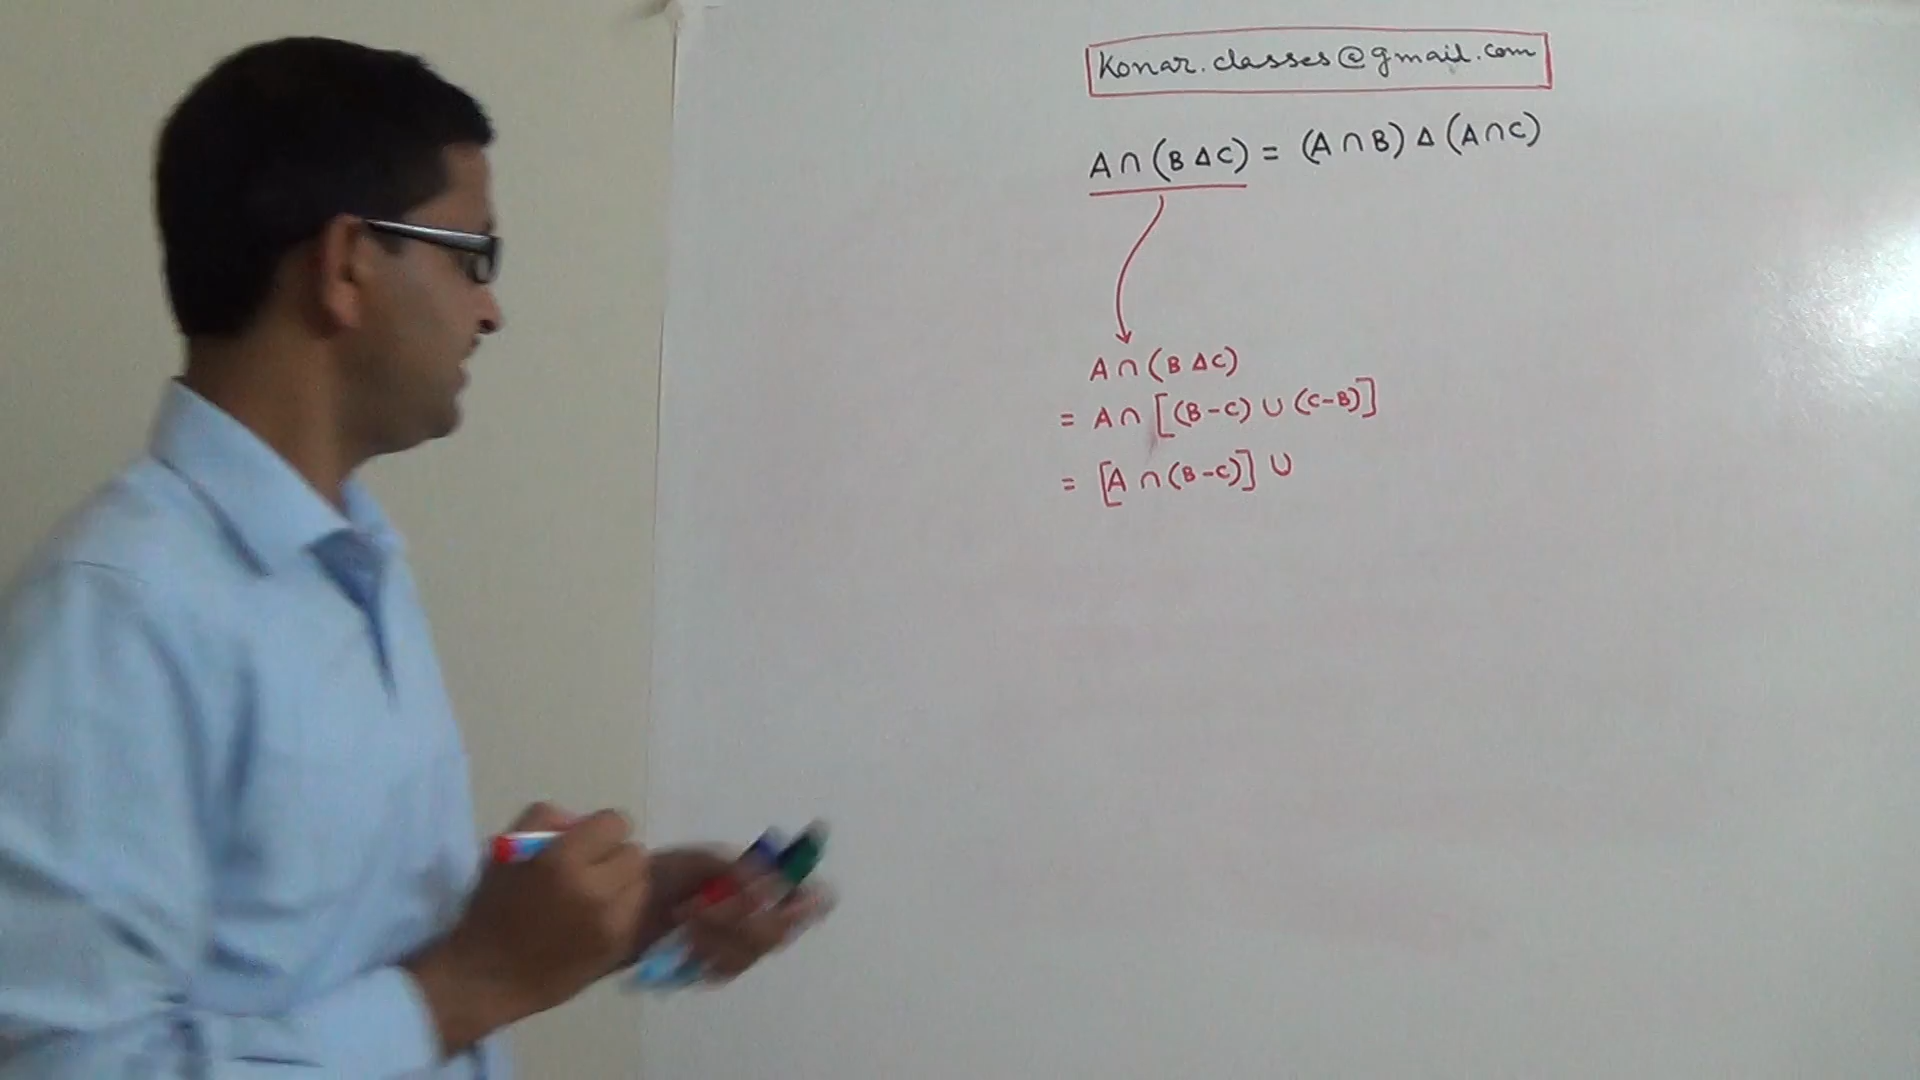 Konar.classes@gmail.com
A∩(BΔC) = (A∩B)Δ(A∩C)
A∩(BΔC)
= A∩[(B-C)∪(C-B)]
= [A∩(B-C)]∪